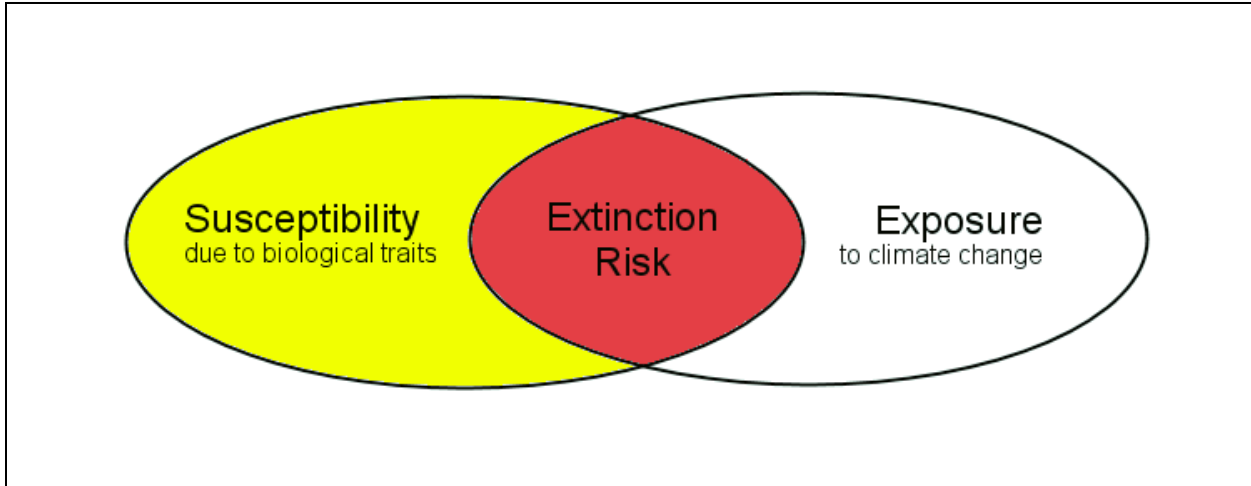 Susceptibility
due to biological traits
Extinction
Risk
Exposure
to climate change